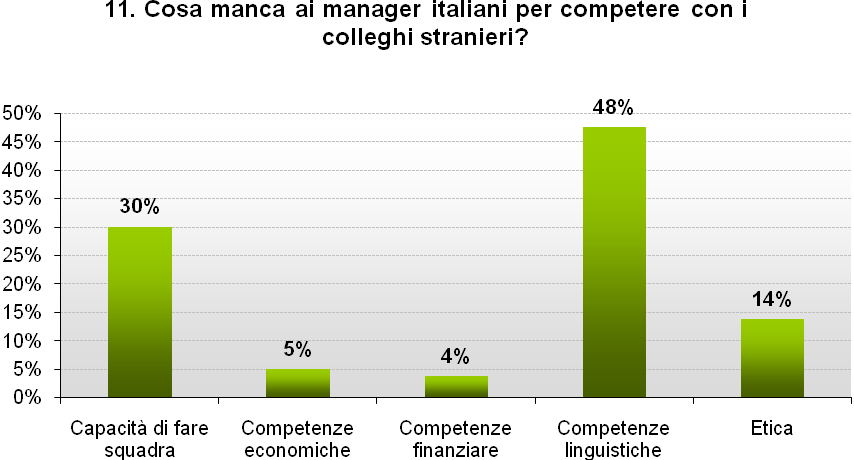 11. Cosa manca ai manager italiani per competere con i
colleghi stranieri?
50%
45%
40%
35%
30%
25%
20%
15%
10%
5%
0%
30%
5%
4%
48%
14%
Capacità di fare
squadra
Competenze
economiche
Competenze
finanziare
Competenze
linguistiche
Etica